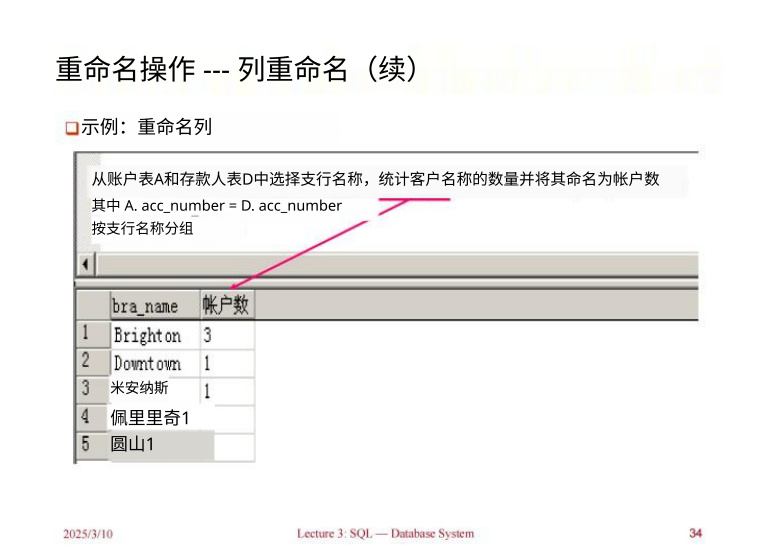 重命名操作 --- 列重命名（续）
示例：重命名列
从账户表A和存款人表D中选择支行名称，统计客户名称的数量并将其命名为帐户数
其中 A. acc_number = D. acc_number
按支行名称分组
bra_name 帐户数
1 Brighton 3
2 Downtown 1
3 米安纳斯 1
4 佩里里奇1
5 圆山1
2025/3/10 Lecture 3: SQL — Database System 34